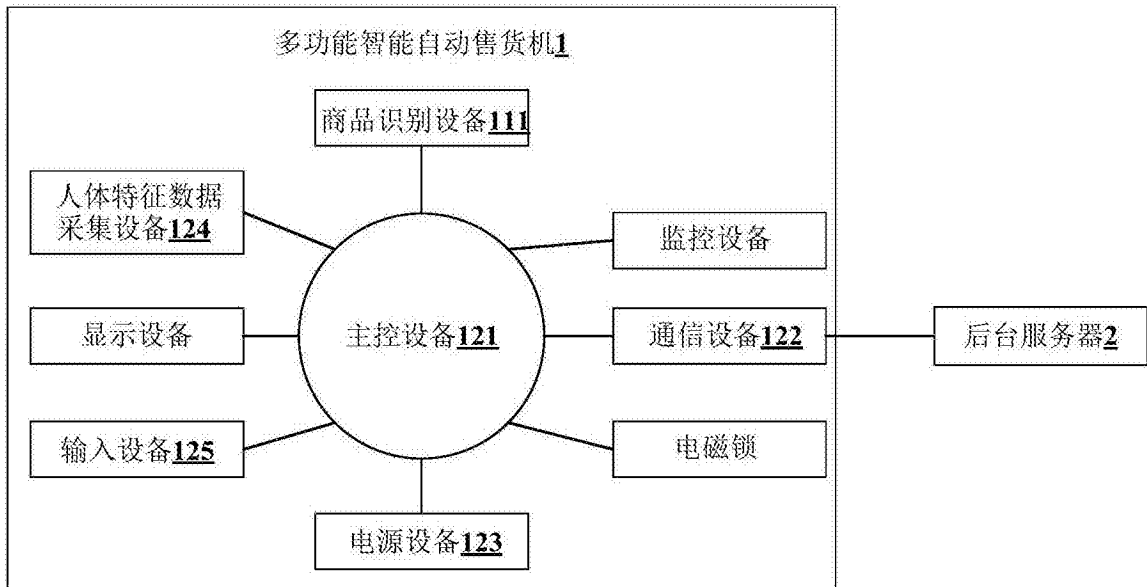 多功能智能自动售货机1
商品识别设备111
人体特征数据
采集设备124
监控设备
显示设备
主控设备121
通信设备122
后台服务器2
输入设备125
电磁锁
电源设备123